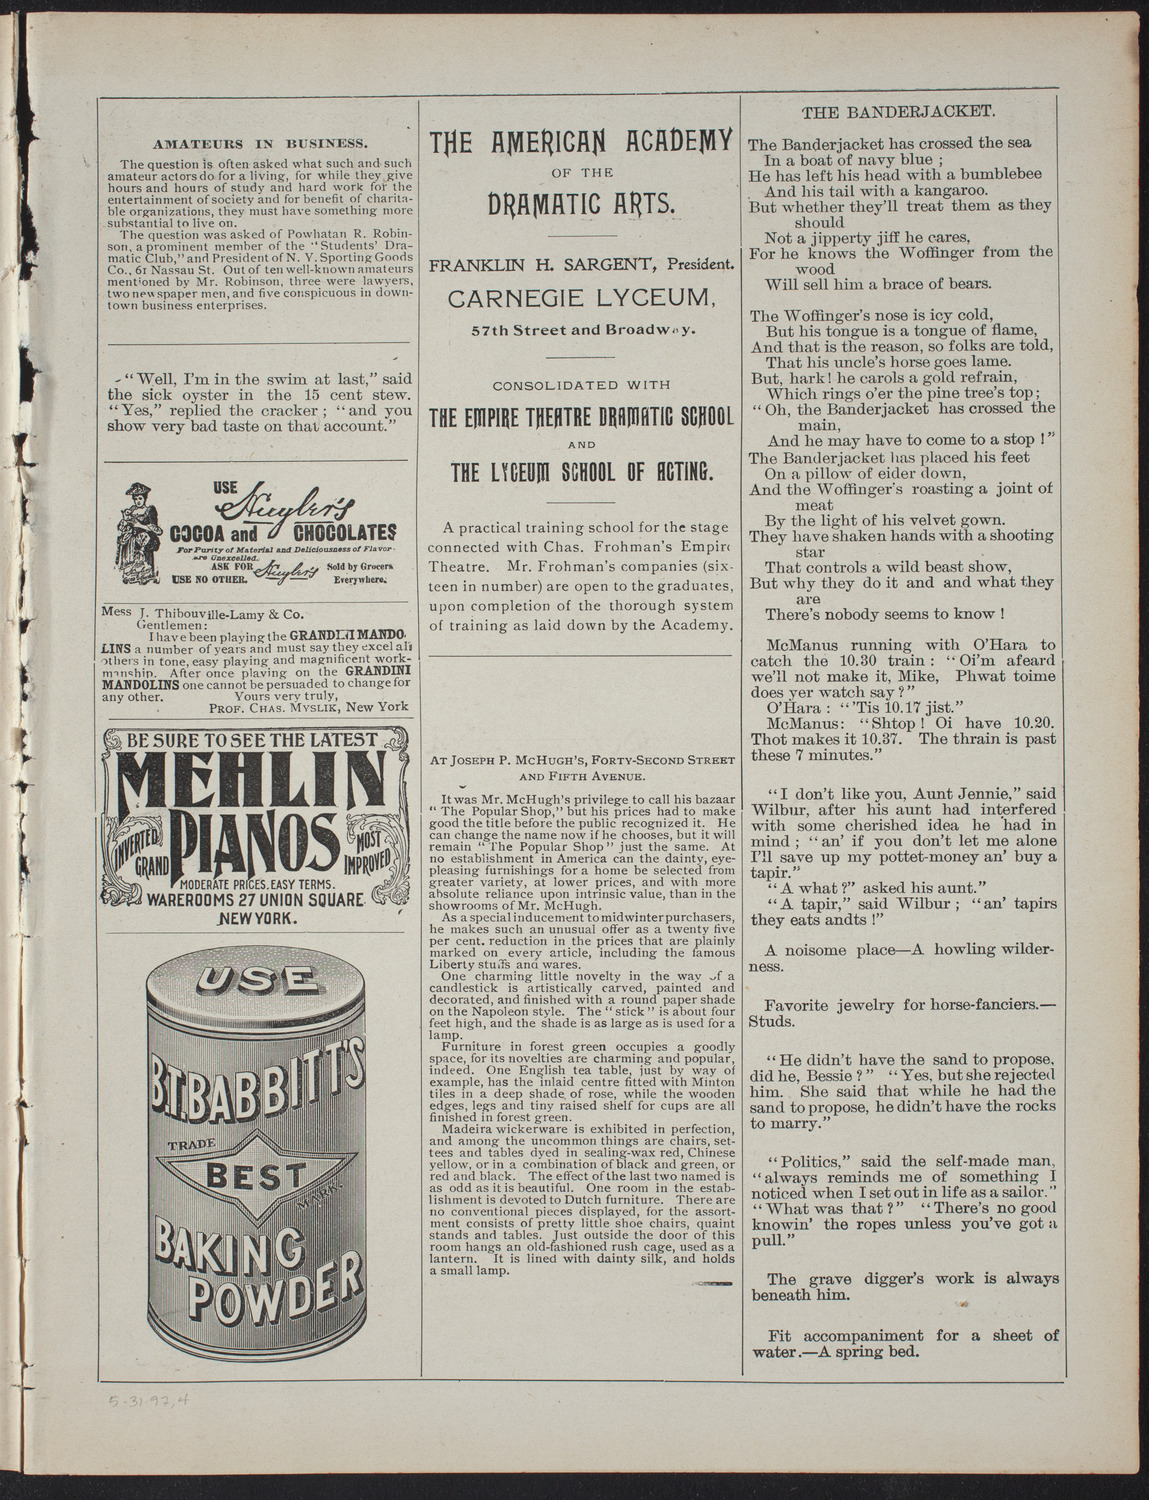 AMATEURS IN BUSINESS.
The question is often asked what such and such
amateur actors do for a living, for while they give
hours and hours of study and hard work for the
entertainment of society and for benefit of charita-
ble organizations, they must have something more
substantial to live on.
The question was asked of Powhatan R. Robin-
son, a prominent member of the "Students' Dra-
matic Club," and President of N. Y. Sporting Goods
Co., 61 Nassau St. Out of ten well-known amateurs
mentioned by Mr. Robinson, three were lawyers,
two newspaper men, and five conspicuous in down-
town business enterprises.
"Well, I'm in the swim at last," said
the sick oyster in the 15 cent stew.
"Yes," replied the cracker; "and you
show very bad taste on that account."
USE
Huyler's
COCOA and CHOCOLATES
For Purity of Material and Deliciousness of Flavor
are Unexcelled.
ASK FOR Huyler's Sold by Grocers
USE NO OTHER. Everywhere.
Mess J. Thibouville-Lamy & Co.
Gentlemen:
I have been playing the GRANDINI MANDO-
LINS a number of years and must say they excel all
others in tone, easy playing and magnificent work-
manship. After once playing on the GRANDINI
MANDOLINS one cannot be persuaded to change for
any other. Yours very truly,
PROF. CHAS. MYSLIK, New York
BE SURE TO SEE THE LATEST
MEHLIN
PIANOS
INVERTED
GRAND
MOST
IMPROVED
MODERATE PRICES. EASY TERMS.
WAREROOMS 27 UNION SQUARE
NEW YORK.
USE
B.T.BABBITT'S
TRADE
BEST
MARK
BAKING
POWDER
THE AMERICAN ACADEMY
OF THE
DRAMATIC ARTS.
FRANKLIN H. SARGENT, President.
CARNEGIE LYCEUM,
57th Street and Broadway.
CONSOLIDATED WITH
THE EMPIRE THEATRE DRAMATIC SCHOOL
AND
THE LYCEUM SCHOOL OF ACTING.
A practical training school for the stage
connected with Chas. Frohman's Empire
Theatre. Mr. Frohman's companies (six-
teen in number) are open to the graduates,
upon completion of the thorough system
of training as laid down by the Academy.
AT JOSEPH P. MCHUGH'S, FORTY-SECOND STREET
AND FIFTH AVENUE.
It was Mr. McHugh's privilege to call his bazaar
"The Popular Shop," but his prices had to make
good the title before the public recognized it. He
can change the name now if he chooses, but it will
remain "The Popular Shop" just the same. At
no establishment in America can the dainty, eye-
pleasing furnishings for a home be selected from
greater variety, at lower prices, and with more
absolute reliance upon intrinsic value, than in the
showrooms of Mr. McHugh.
As a special inducement to midwinter purchasers,
he makes such an unusual offer as a twenty five
per cent. reduction in the prices that are plainly
marked on every article, including the famous
Liberty stuffs and wares.
One charming little novelty in the way of a
candlestick is artistically carved, painted and
decorated, and finished with a round paper shade
on the Napoleon style. The "stick" is about four
feet high, and the shade is as large as is used for a
lamp.
Furniture in forest green occupies a goodly
space, for its novelties are charming and popular,
indeed. One English tea table, just by way of
example, has the inlaid centre fitted with Minton
tiles in a deep shade of rose, while the wooden
edges, legs and tiny raised shelf for cups are all
finished in forest green.
Madeira wickerware is exhibited in perfection,
and among the uncommon things are chairs, set-
tees and tables dyed in sealing-wax red, Chinese
yellow, or in a combination of black and green, or
red and black. The effect of the last two named is
as odd as it is beautiful. One room in the estab-
lishment is devoted to Dutch furniture. There are
no conventional pieces displayed, for the assort-
ment consists of pretty little shoe chairs, quaint
stands and tables. Just outside the door of this
room hangs an old-fashioned rush cage, used as a
lantern. It is lined with dainty silk, and holds
a small lamp.
THE BANDERJACKET.
The Banderjacket has crossed the sea
In a boat of navy blue;
He has left his head with a bumblebee
And his tail with a kangaroo.
But whether they'll treat them as they
should
Not a jipperty jiff he cares,
For he knows the Woffinger from the
wood
Will sell him a brace of bears.
The Woffinger's nose is icy cold,
But his tongue is a tongue of flame,
And that is the reason, so folks are told,
That his uncle's horse goes lame.
But, hark! he carols a gold refrain,
Which rings o'er the pine tree's top;
"Oh, the Banderjacket has crossed the
main,
And he may have to come to a stop!"
The Banderjacket has placed his feet
On a pillow of eider down,
And the Woffinger's roasting a joint of
meat
By the light of his velvet gown.
They have shaken hands with a shooting
star
That controls a wild beast show,
But why they do it and and what they
are
There's nobody seems to know!
McManus running with O'Hara to
catch the 10.30 train: "Oi'm afeard
we'll not make it, Mike, Phwat toime
does yer watch say?"
O'Hara: "'Tis 10.17 jist."
McManus: "Shtop! Oi have 10.20.
Thot makes it 10.37. The thrain is past
these 7 minutes."
"I don't like you, Aunt Jennie," said
Wilbur, after his aunt had interfered
with some cherished idea he had in
mind; "an' if you don't let me alone
I'll save up my pottet-money an' buy a
tapir."
"A what?" asked his aunt."
"A tapir," said Wilbur; "an' tapirs
they eats andts!"
A noisome place—A howling wilder-
ness.
Favorite jewelry for horse-fanciers.—
Studs.
"He didn't have the sand to propose,
did he, Bessie?" "Yes, but she rejected
him. She said that while he had the
sand to propose, he didn't have the rocks
to marry."
"Politics," said the self-made man,
"always reminds me of something I
noticed when I set out in life as a sailor."
"What was that?" "There's no good
knowin' the ropes unless you've got a
pull."
The grave digger's work is always
beneath him.
Fit accompaniment for a sheet of
water.—A spring bed.
5-31-97,4